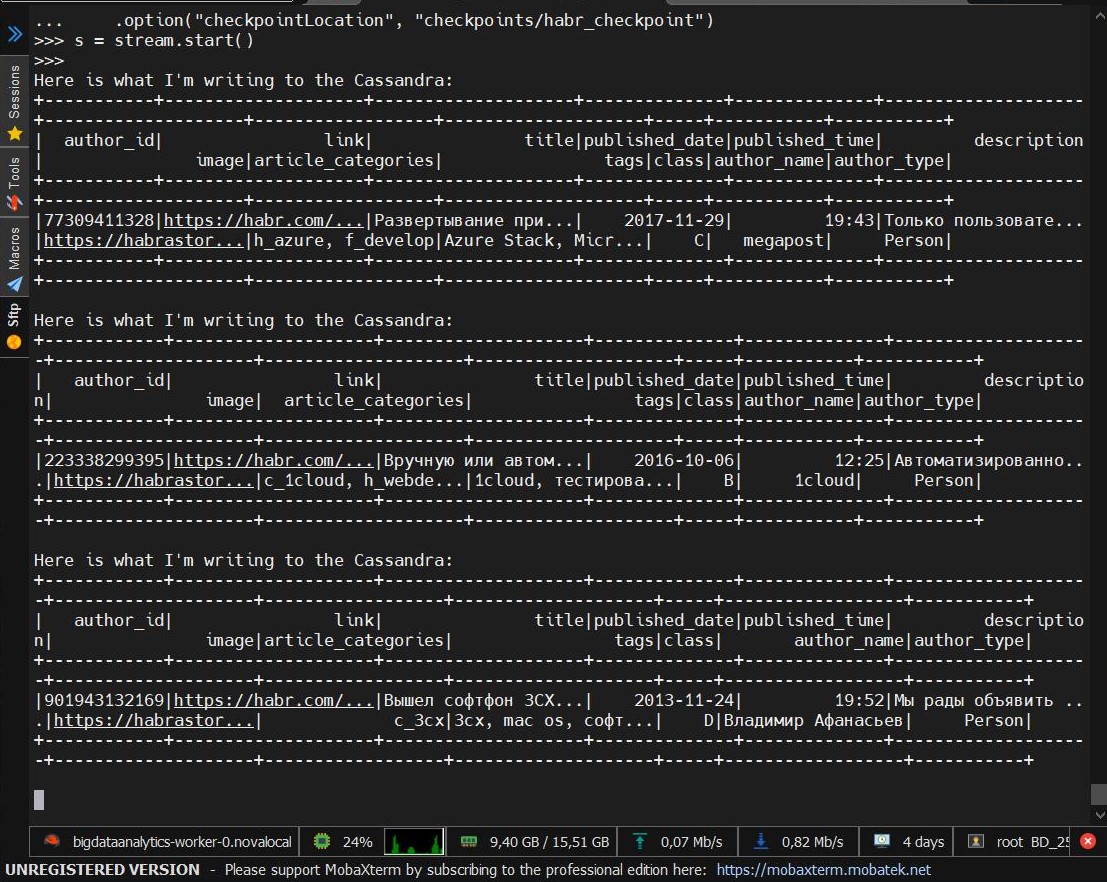 ...     .option("checkpointLocation", "checkpoints/habr_checkpoint")
>>> s = stream.start()
>>>
Here is what I'm writing to the Cassandra:
+-----------+--------------------+--------------------+--------------+--------------+--------------------
+--------------------+------------------+--------------------+-----+-----------+-----------+
|  author_id|                link|               title|published_date|published_time|         description
|               image|article_categories|                tags|class|author_name|author_type|
+-----------+--------------------+--------------------+--------------+--------------+--------------------
+--------------------+------------------+--------------------+-----+-----------+-----------+
|77309411328|https://habr.com/...|Развертывание при...|    2017-11-29|         19:43|Только пользовате...
|https://habrastor...|h_azure, f_develop|Azure Stack, Micr...|    C|   megapost|     Person|
+-----------+--------------------+--------------------+--------------+--------------+--------------------
+--------------------+------------------+--------------------+-----+-----------+-----------+
Here is what I'm writing to the Cassandra:
+------------+--------------------+--------------------+--------------+--------------+-------------------
-+--------------------+--------------------+--------------------+-----+-----------+-----------+
|   author_id|                link|               title|published_date|published_time|         descriptio
n|               image|  article_categories|                tags|class|author_name|author_type|
+------------+--------------------+--------------------+--------------+--------------+-------------------
-+--------------------+--------------------+--------------------+-----+-----------+-----------+
|223338299395|https://habr.com/...|Вручную или автом...|    2016-10-06|         12:25|Автоматизированно..
.|https://habrastor...|c_1cloud, h_webde...|1cloud, тестирова...|    B|     1cloud|     Person|
+------------+--------------------+--------------------+--------------+--------------+-------------------
-+--------------------+--------------------+--------------------+-----+-----------+-----------+
Here is what I'm writing to the Cassandra:
+------------+--------------------+--------------------+--------------+--------------+-------------------
-+--------------------+------------------+--------------------+-----+------------------+-----------+
|   author_id|                link|               title|published_date|published_time|         descriptio
n|               image|article_categories|                tags|class|       author_name|author_type|
+------------+--------------------+--------------------+--------------+--------------+-------------------
-+--------------------+------------------+--------------------+-----+------------------+-----------+
|901943132169|https://habr.com/...|Вышел софтфон 3CX...|    2013-11-24|         19:52|Мы рады объявить ..
.|https://habrastor...|             c_3cx|3cx, mac os, софт...|    D|Владимир Афанасьев|     Person|
+------------+--------------------+--------------------+--------------+--------------+-------------------
-+--------------------+------------------+--------------------+-----+------------------+-----------+
Sessions
Tools
Macros
Sftp
bigdataanalytics-worker-0.novalocal 24% 9,40 GB / 15,51 GB 0,07 Mb/s 0,82 Mb/s 4 days root BD_25
UNREGISTERED VERSION - Please support MobaXterm by subscribing to the professional edition here: https://mobaxterm.mobatek.net